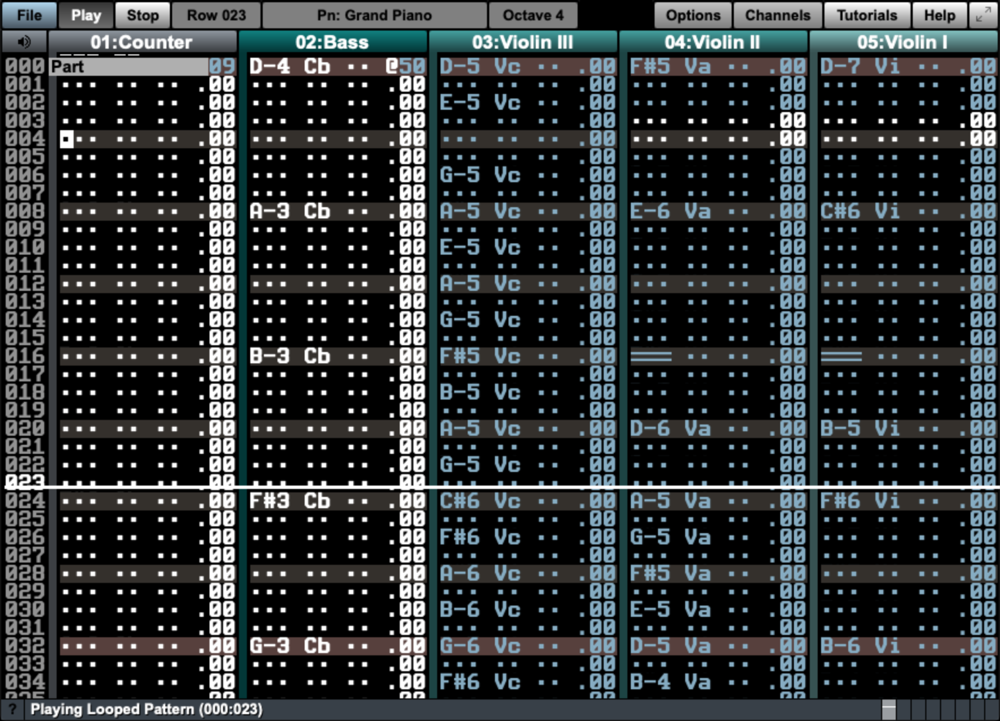 File Play Stop Row 023 Pn: Grand Piano Octave 4 Options Channels Tutorials Help
01:Counter 02:Bass 03:Violin III 04:Violin II 05:Violin I
000 Part 09 D-4 Cb ·· @50 D-5 Vc ·· .00 F#5 Va ·· .00 D-7 Vi ·· .00
001 ··· ·· ·· .00 ··· ·· ·· .00 ··· ·· ·· .00 ··· ·· ·· .00 ··· ·· ·· .00
002 ··· ·· ·· .00 ··· ·· ·· .00 E-5 Vc ·· .00 ··· ·· ·· .00 ··· ·· ·· .00
003 ··· ·· ·· .00 ··· ·· ·· .00 ··· ·· ·· .00 ··· ·· ·· .00 ··· ·· ·· .00
004 ··· ·· ·· .00 ··· ·· ·· .00 ··· ·· ·· .00 ··· ·· ·· .00 ··· ·· ·· .00
005 ··· ·· ·· .00 ··· ·· ·· .00 ··· ·· ·· .00 ··· ·· ·· .00 ··· ·· ·· .00
006 ··· ·· ·· .00 ··· ·· ·· .00 G-5 Vc ·· .00 ··· ·· ·· .00 ··· ·· ·· .00
007 ··· ·· ·· .00 ··· ·· ·· .00 ··· ·· ·· .00 ··· ·· ·· .00 ··· ·· ·· .00
008 ··· ·· ·· .00 A-3 Cb ·· .00 A-5 Vc ·· .00 E-6 Va ·· .00 C#6 Vi ·· .00
009 ··· ·· ·· .00 ··· ·· ·· .00 ··· ·· ·· .00 ··· ·· ·· .00 ··· ·· ·· .00
010 ··· ·· ·· .00 ··· ·· ·· .00 E-5 Vc ·· .00 ··· ·· ·· .00 ··· ·· ·· .00
011 ··· ·· ·· .00 ··· ·· ·· .00 ··· ·· ·· .00 ··· ·· ·· .00 ··· ·· ·· .00
012 ··· ·· ·· .00 ··· ·· ·· .00 A-5 Vc ·· .00 ··· ·· ·· .00 ··· ·· ·· .00
013 ··· ·· ·· .00 ··· ·· ·· .00 ··· ·· ·· .00 ··· ·· ·· .00 ··· ·· ·· .00
014 ··· ·· ·· .00 ··· ·· ·· .00 G-5 Vc ·· .00 ··· ·· ·· .00 ··· ·· ·· .00
015 ··· ·· ·· .00 ··· ·· ·· .00 ··· ·· ·· .00 ··· ·· ·· .00 ··· ·· ·· .00
016 ··· ·· ·· .00 B-3 Cb ·· .00 F#5 Vc ·· .00 === ·· ·· .00 === ·· ·· .00
017 ··· ·· ·· .00 ··· ·· ·· .00 ··· ·· ·· .00 ··· ·· ·· .00 ··· ·· ·· .00
018 ··· ·· ·· .00 ··· ·· ·· .00 B-5 Vc ·· .00 ··· ·· ·· .00 ··· ·· ·· .00
019 ··· ·· ·· .00 ··· ·· ·· .00 ··· ·· ·· .00 ··· ·· ·· .00 ··· ·· ·· .00
020 ··· ·· ·· .00 ··· ·· ·· .00 A-5 Vc ·· .00 D-6 Va ·· .00 B-5 Vi ·· .00
021 ··· ·· ·· .00 ··· ·· ·· .00 ··· ·· ·· .00 ··· ·· ·· .00 ··· ·· ·· .00
022 ··· ·· ·· .00 ··· ·· ·· .00 G-5 Vc ·· .00 ··· ·· ·· .00 ··· ·· ·· .00
023 ··· ·· ·· .00 ··· ·· ·· .00 ··· ·· ·· .00 ··· ·· ·· .00 ··· ·· ·· .00
024 ··· ·· ·· .00 F#3 Cb ·· .00 C#6 Vc ·· .00 A-5 Va ·· .00 F#6 Vi ·· .00
025 ··· ·· ·· .00 ··· ·· ·· .00 ··· ·· ·· .00 ··· ·· ·· .00 ··· ·· ·· .00
026 ··· ·· ·· .00 ··· ·· ·· .00 F#6 Vc ·· .00 G-5 Va ·· .00 ··· ·· ·· .00
027 ··· ·· ·· .00 ··· ·· ·· .00 ··· ·· ·· .00 ··· ·· ·· .00 ··· ·· ·· .00
028 ··· ·· ·· .00 ··· ·· ·· .00 A-6 Vc ·· .00 F#5 Va ·· .00 ··· ·· ·· .00
029 ··· ·· ·· .00 ··· ·· ·· .00 ··· ·· ·· .00 ··· ·· ·· .00 ··· ·· ·· .00
030 ··· ·· ·· .00 ··· ·· ·· .00 B-6 Vc ·· .00 E-5 Va ·· .00 ··· ·· ·· .00
031 ··· ·· ·· .00 ··· ·· ·· .00 ··· ·· ·· .00 ··· ·· ·· .00 ··· ·· ·· .00
032 ··· ·· ·· .00 G-3 Cb ·· .00 G-6 Vc ·· .00 D-5 Va ·· .00 B-6 Vi ·· .00
033 ··· ·· ·· .00 ··· ·· ·· .00 ··· ·· ·· .00 ··· ·· ·· .00 ··· ·· ·· .00
034 ··· ·· ·· .00 ··· ·· ·· .00 F#6 Vc ·· .00 B-4 Va ·· .00 ··· ·· ·· .00
? Playing Looped Pattern (000:023)